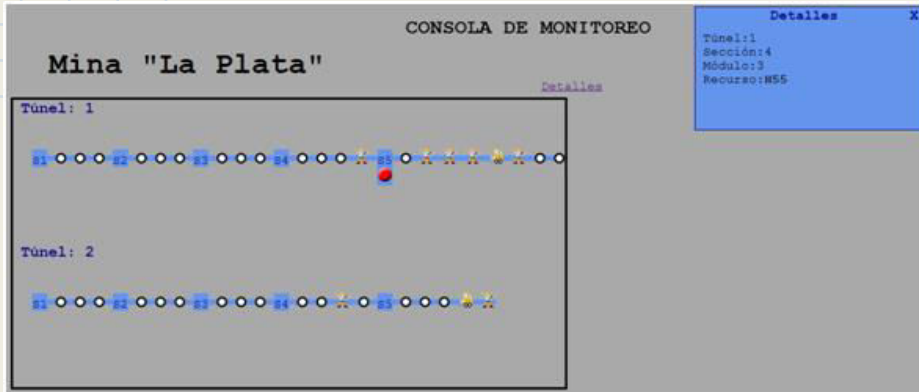 CONSOLA DE MONITOREO
Mina "La Plata"
Detalles
Túnel: 1
S1 S2 S3 S4 S5
Túnel: 2
S1 S2 S3 S4 S5
Detalles X
Túnel:1
Sección:4
Módulo:3
Recurso:H55